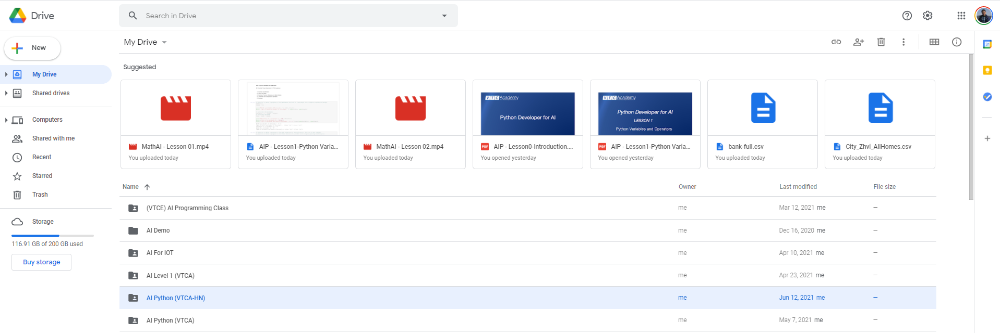 Drive
Search in Drive
New
My Drive
My Drive
Shared drives
Computers
Shared with me
Recent
Starred
Trash
Storage
116.91 GB of 200 GB used
Buy storage
Suggested
MathAI - Lesson 01.mp4
You uploaded today
AIP - Lesson1-Python Varia...
You uploaded today
MathAI - Lesson 02.mp4
You uploaded today
VTC Academy
Python Developer for AI
AIP - Lesson0-Introduction....
You opened yesterday
VTC Academy
Python Developer for AI
LESSON 1
Python Variables and Operators
AIP - Lesson1-Python Varia...
You opened yesterday
bank-full.csv
You uploaded today
City_Zhvi_AllHomes.csv
You uploaded today
Name Owner Last modified File size
(VTCE) AI Programming Class me Mar 12, 2021 me –
AI Demo me Dec 16, 2020 me –
AI For IOT me Apr 10, 2021 me –
AI Level 1 (VTCA) me Apr 23, 2021 me –
AI Python (VTCA-HN) me Jun 12, 2021 me –
AI Python (VTCA) me May 7, 2021 me –
PDF
PDF
31